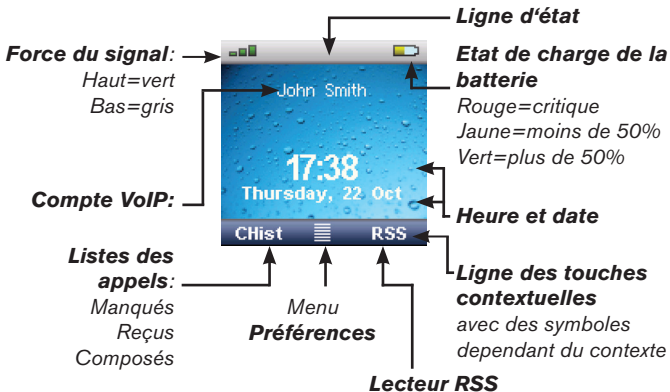 Ligne d‘état
Force du signal:
Haut=vert
Bas=gris
Etat de charge de la
batterie
Rouge=critique
Jaune=moins de 50%
Vert=plus de 50%
John Smith
17:38
Thursday, 22 Oct
Compte VoIP:
Heure et date
CHist RSS
Listes des
appels:
Manqués
Reçus
Composés
Menu
Préférences
Ligne des touches
contextuelles
avec des symboles
dependant du contexte
Lecteur RSS